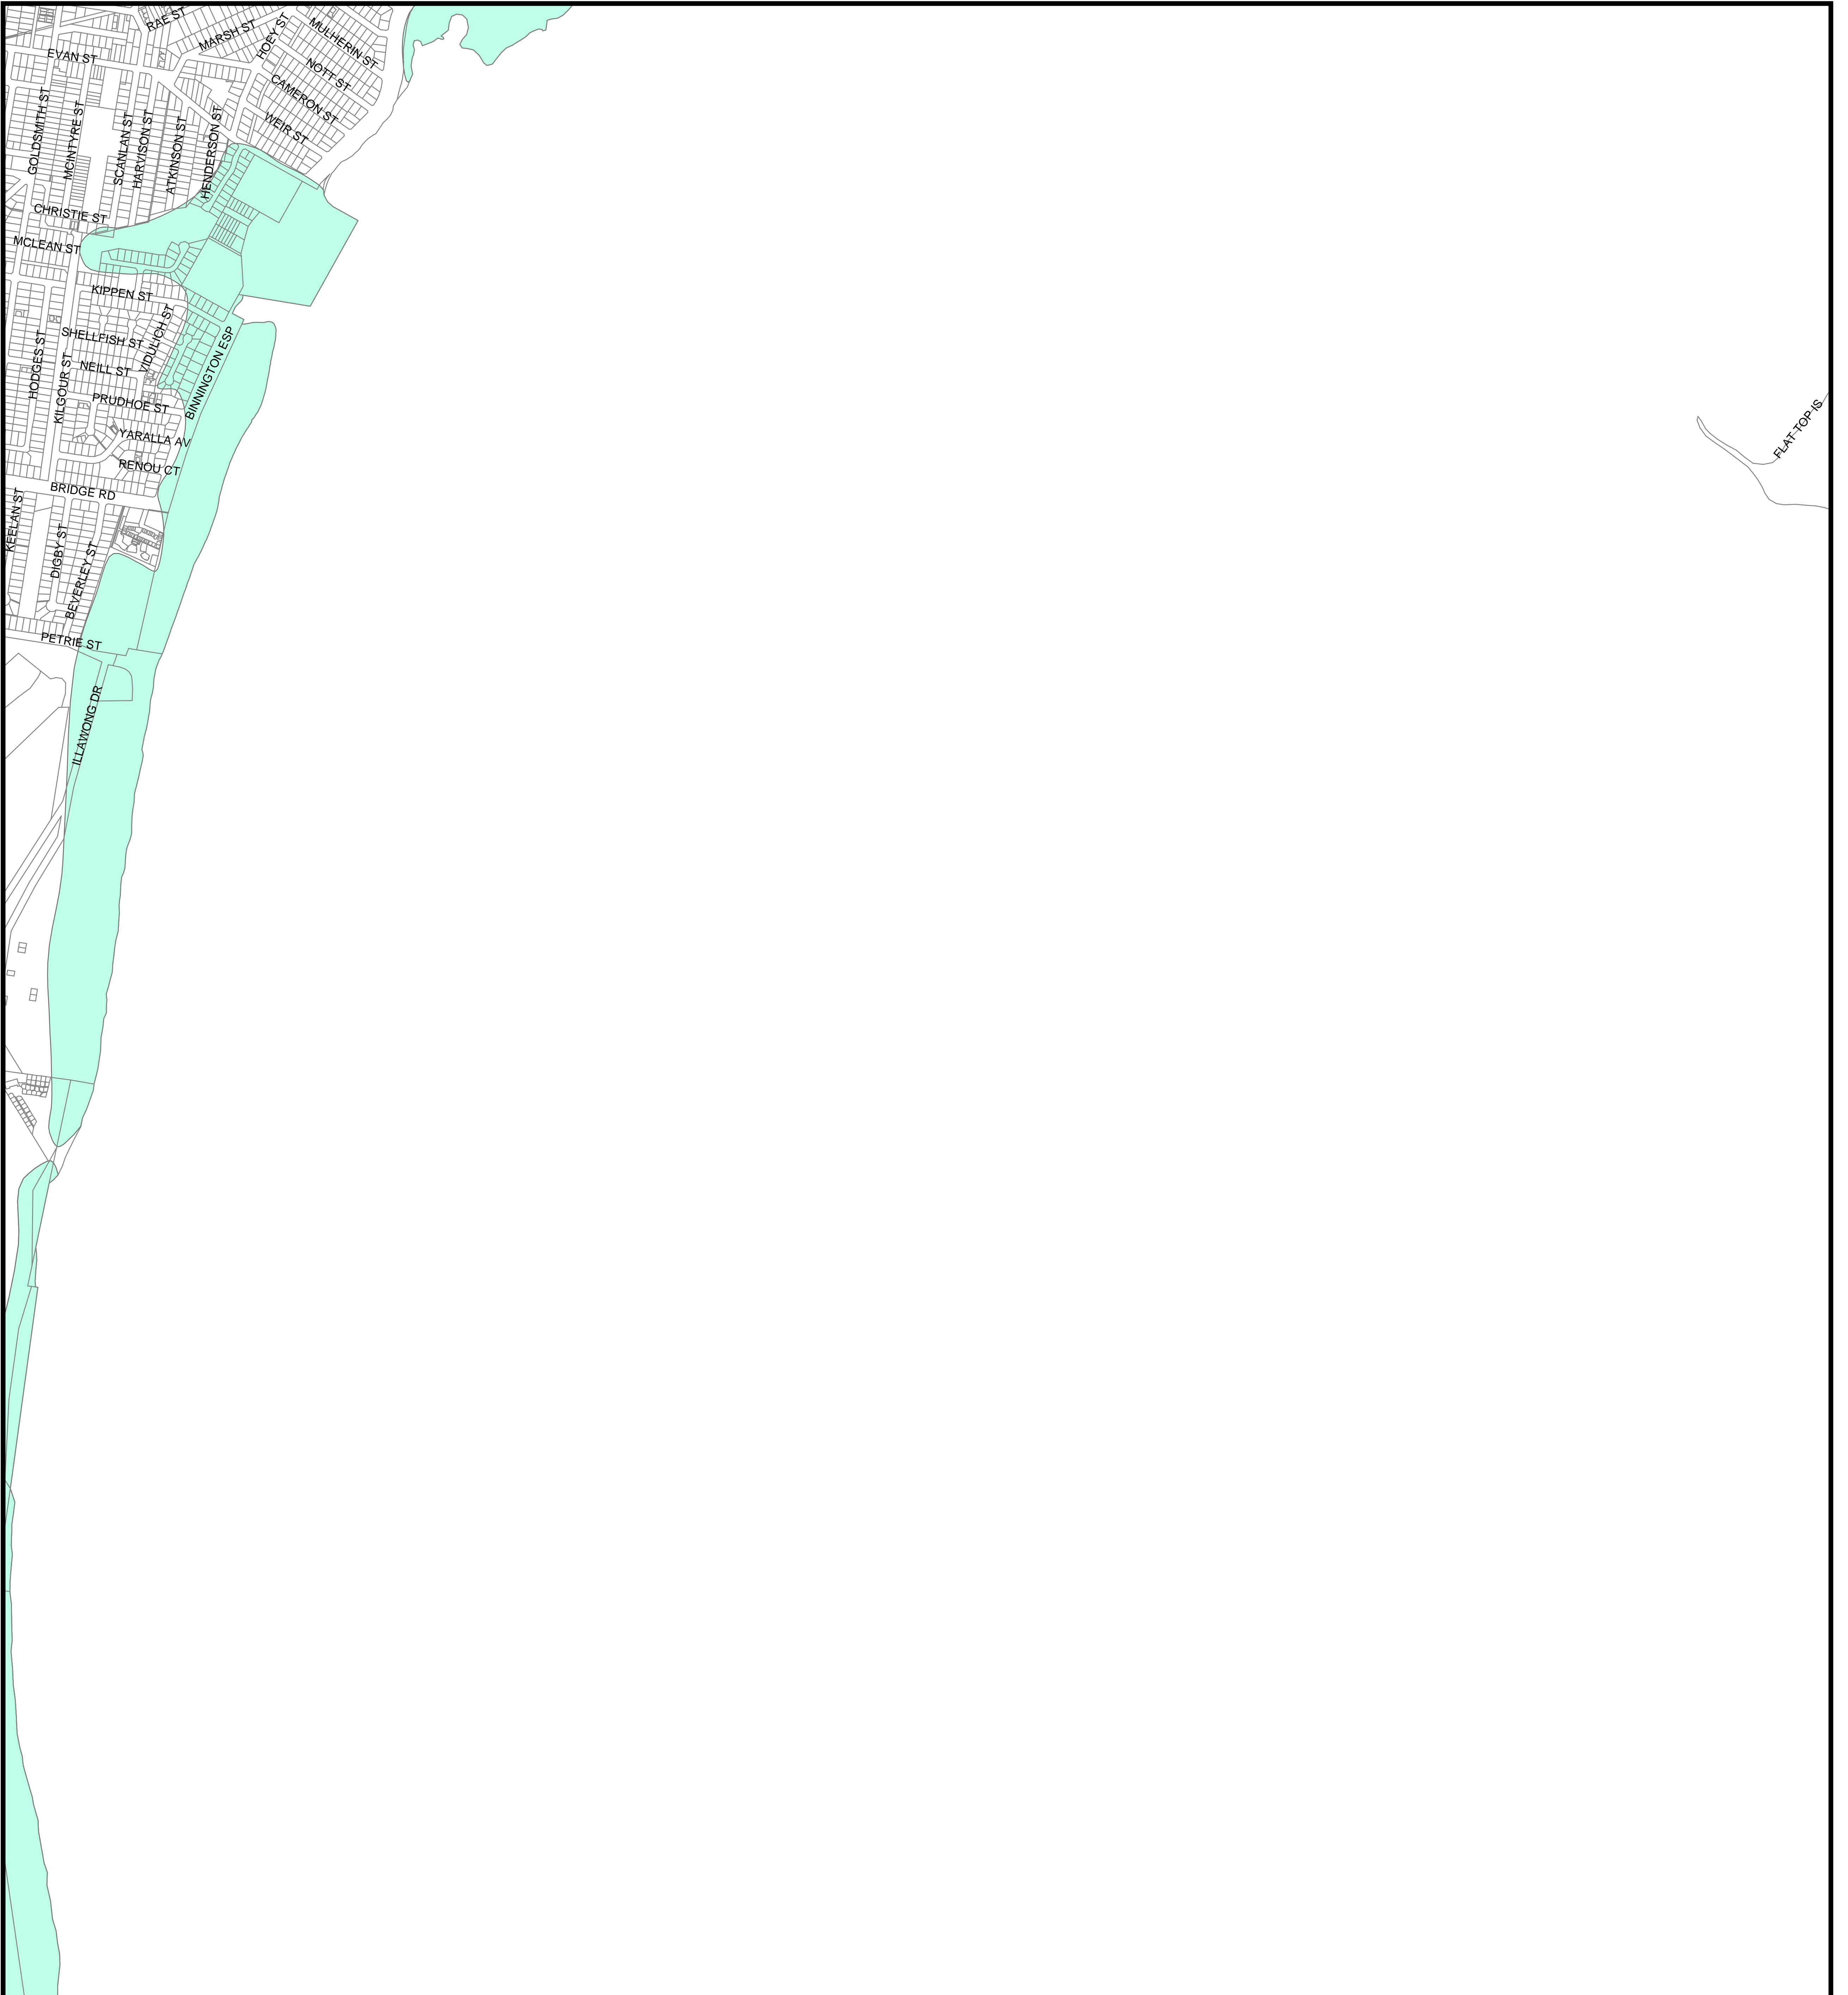 RAE ST
MARSH ST
HOEY ST
MULHERIN ST
EVAN ST
NOTT ST
CAMERON ST
WEIR ST
GOLDSMITH ST
MCINTYRE ST
SCANLAN ST
HARVISON ST
ATKINSON ST
HENDERSON ST
CHRISTIE ST
MCLEAN ST
KIPPEN ST
SHELLFISH ST
VIDULICH ST
BINNINGTON ESP
HODGES ST
KILGOUR ST
NEILL ST
PRUDHOE ST
YARALLA AV
RENOU CT
FLAT TOP IS
BRIDGE RD
KEELAN ST
DIGBY ST
BEVERLEY ST
PETRIE ST
ILLAWONG DR